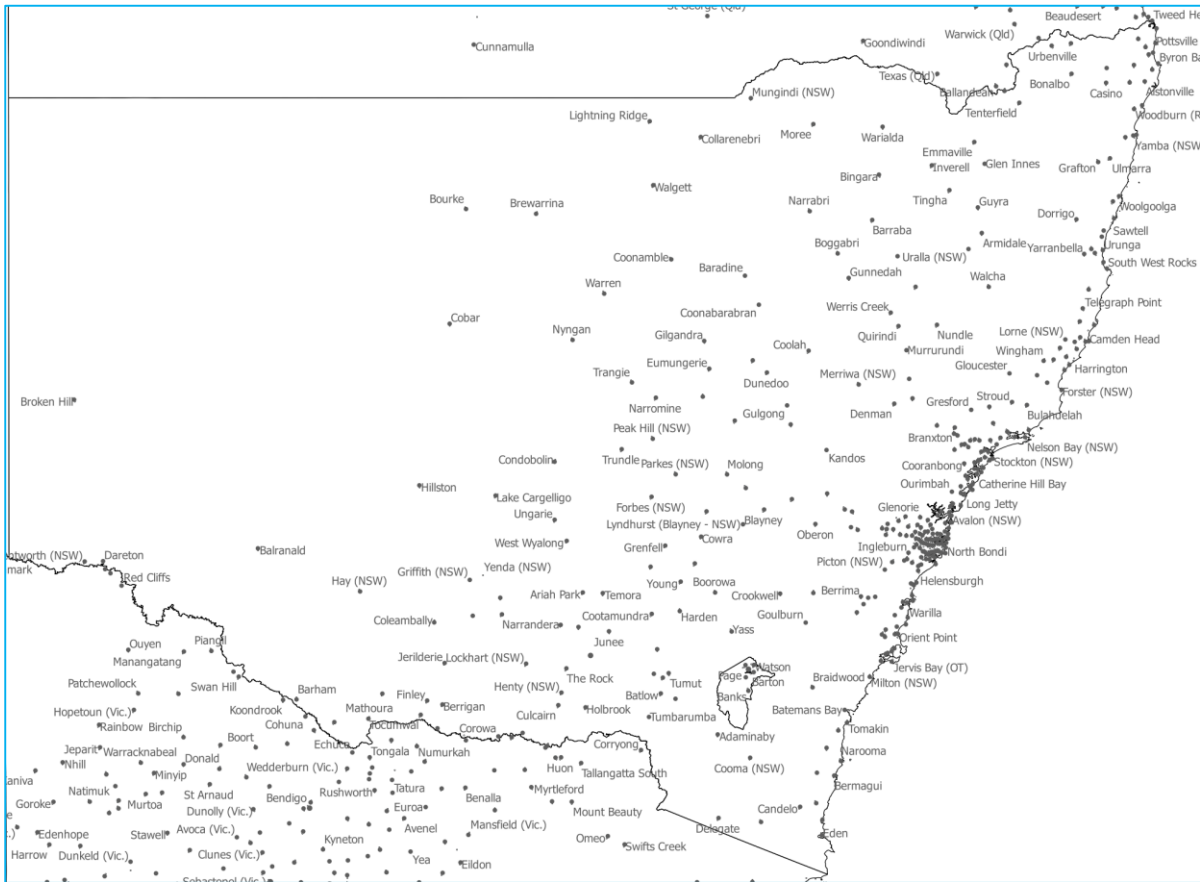 St George (Qld)
Beaudesert
Tweed He
Cunnamulla
Goondiwindi
Warwick (Qld)
Pottsville
Urbenville
Byron Ba
Texas (Qld)
Bonalbo
Mungindi (NSW)
Ballandean
Casino
Alstonville
Tenterfield
Woodburn (R
Lightning Ridge
Collarenebri
Moree
Warialda
Yamba (NSW
Emmaville
Inverell
Glen Innes
Grafton
Ulmarra
Bingara
Walgett
Bourke
Brewarrina
Narrabri
Tingha
Guyra
Woolgoolga
Dorrigo
Barraba
Sawtell
Boggabri
Armidale
Yarranbella
Urunga
Coonamble
Baradine
Uralla (NSW)
South West Rocks
Gunnedah
Walcha
Warren
Telegraph Point
Coonabarabran
Werris Creek
Cobar
Nyngan
Gilgandra
Quirindi
Nundle
Lorne (NSW)
Camden Head
Coolah
Murrurundi
Wingham
Eumungerie
Gloucester
Harrington
Trangie
Dunedoo
Merriwa (NSW)
Forster (NSW)
Broken Hill
Narromine
Gulgong
Denman
Gresford
Stroud
Bulahdelah
Peak Hill (NSW)
Branxton
Nelson Bay (NSW)
Condobolin
Trundle
Parkes (NSW)
Molong
Kandos
Cooranbong
Stockton (NSW)
Hillston
Ourimbah
Catherine Hill Bay
Lake Cargelligo
Forbes (NSW)
Glenorie
Long Jetty
Ungarie
Lyndhurst (Blayney - NSW)
Blayney
Avalon (NSW)
Oberon
West Wyalong
Grenfell
Cowra
Ingleburn
North Bondi
ntworth (NSW)
Dareton
Balranald
Picton (NSW)
mark
Red Cliffs
Hay (NSW)
Griffith (NSW)
Yenda (NSW)
Young
Boorowa
Helensburgh
Ariah Park
Temora
Crookwell
Berrima
Coleambally
Narrandera
Cootamundra
Harden
Goulburn
Warilla
Ouyen
Piangil
Junee
Yass
Orient Point
Manangatang
Jerilderie
Lockhart (NSW)
The Rock
Page
Watson
Jervis Bay (OT)
Patchewollock
Swan Hill
Barham
Finley
Henty (NSW)
Batlow
Tumut
Barton
Braidwood
Milton (NSW)
Banks
Hopetoun (Vic.)
Koondrook
Mathoura
Berrigan
Culcairn
Holbrook
Tumbarumba
Batemans Bay
Rainbow
Birchip
Cohuna
Tocumwal
Corowa
Adaminaby
Tomakin
Jeparit
Warracknabeal
Boort
Echuca
Tongala
Numurkah
Corryong
Narooma
Nhill
Donald
Wedderburn (Vic.)
Huon
Cooma (NSW)
aniva
Minyip
Tallangatta South
Bermagui
Natimuk
St Arnaud
Rushworth
Tatura
Benalla
Myrtleford
Goroke
Murtoa
Dunolly (Vic.)
Bendigo
Euroa
Mount Beauty
Candelo
e
c.)
Edenhope
Stawell
Avoca (Vic.)
Kyneton
Avenel
Mansfield (Vic.)
Omeo
Delegate
Eden
Harrow
Dunkeld (Vic.)
Clunes (Vic.)
Yea
Eildon
Swifts Creek
Sebastopol (Vic.)